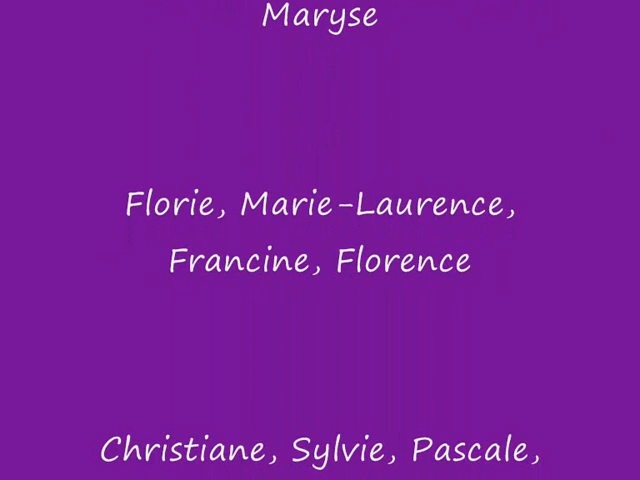 Maryse
Florie, Marie-Laurence,
Francine, Florence
Christiane, Sylvie, Pascale,